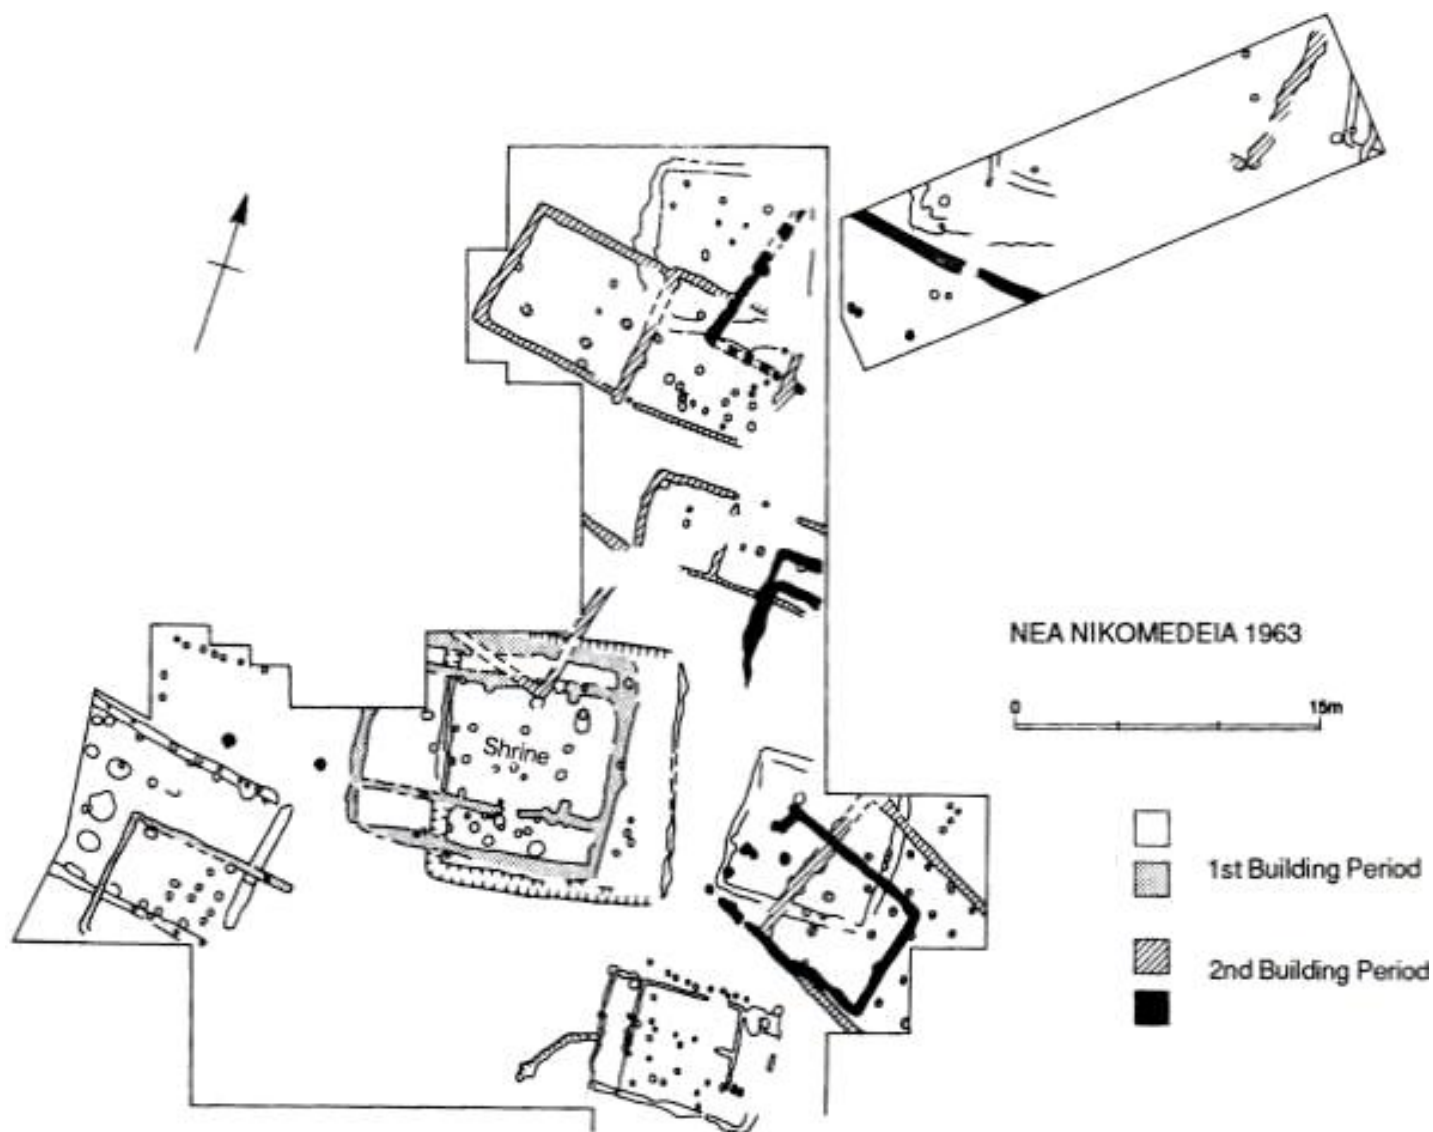 NEA NIKOMEDEIA 1963
0 15m
Shrine
1st Building Period
2nd Building Period